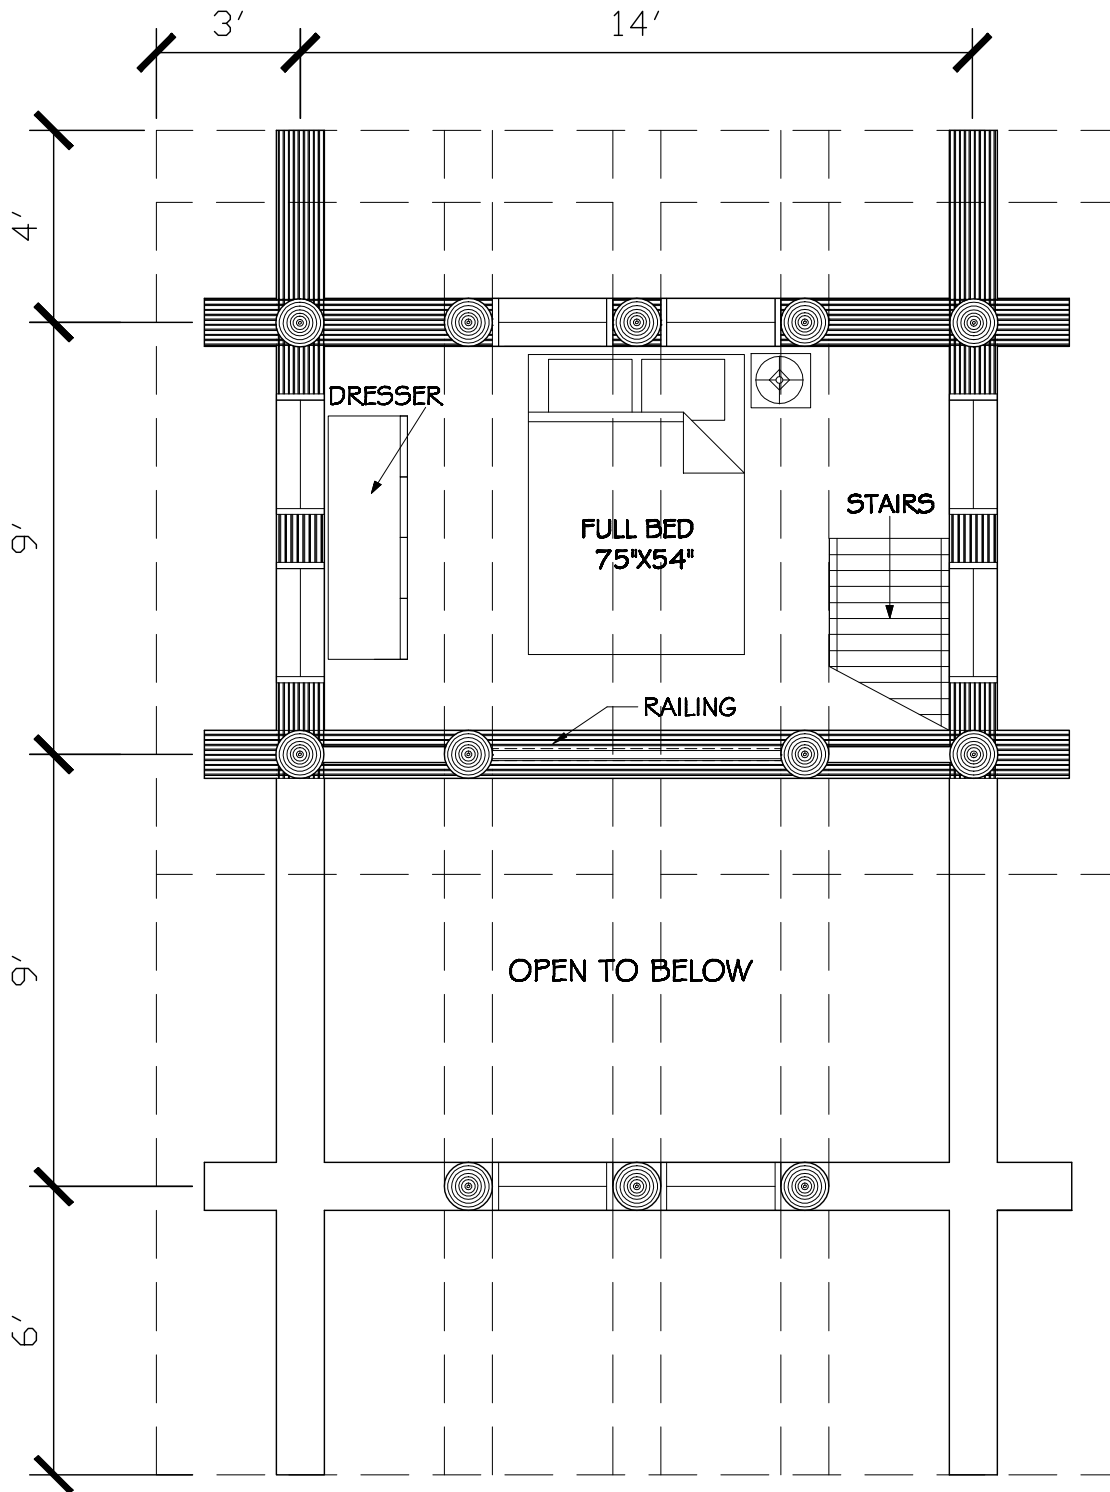 3'
14'
4'
DRESSER
STAIRS
FULL BED
75"X54"
9'
RAILING
9'
OPEN TO BELOW
6'